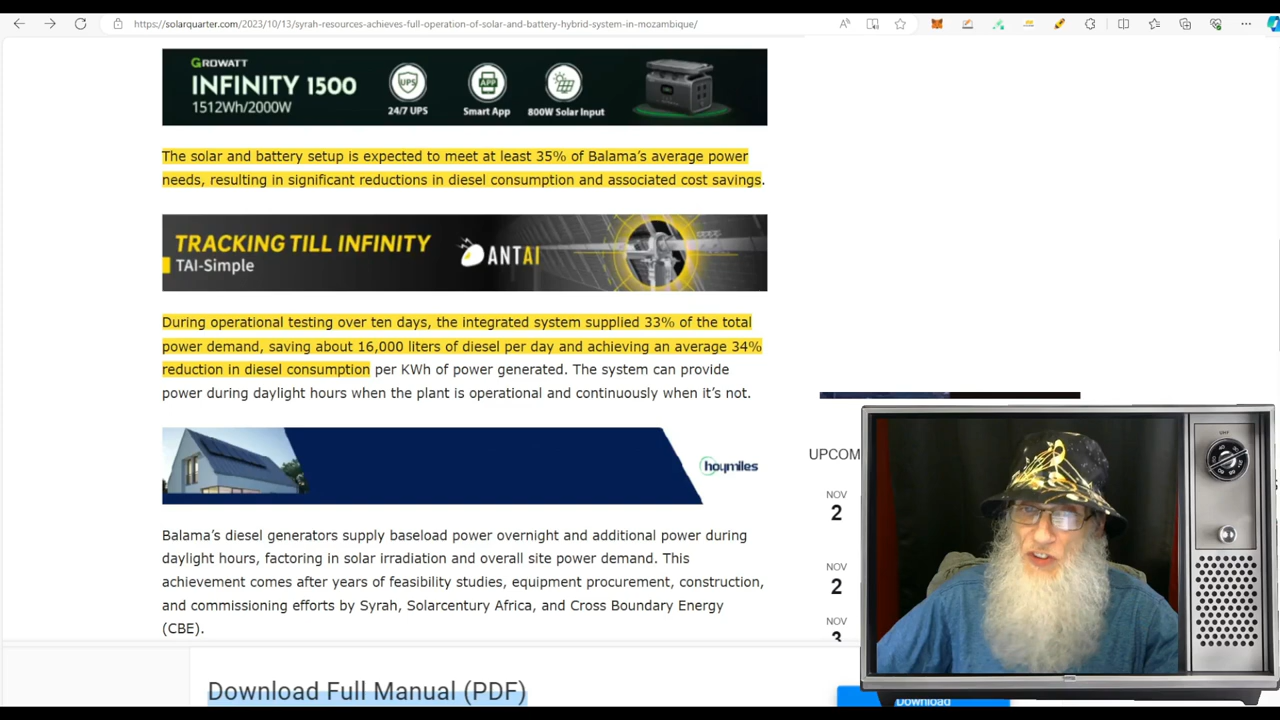 https://solarquarter.com/2023/10/13/syrah-resources-achieves-full-operation-of-solar-and-battery-hybrid-system-in-mozambique/
GROWATT
INFINITY 1500
1512Wh/2000W
UPS
24/7 UPS
APP
Smart App
800W Solar Input
The solar and battery setup is expected to meet at least 35% of Balama’s average power
needs, resulting in significant reductions in diesel consumption and associated cost savings.
TRACKING TILL INFINITY
TAI-Simple
ANTAI
During operational testing over ten days, the integrated system supplied 33% of the total
power demand, saving about 16,000 liters of diesel per day and achieving an average 34%
reduction in diesel consumption per KWh of power generated. The system can provide
power during daylight hours when the plant is operational and continuously when it’s not.
hoymiles
Balama’s diesel generators supply baseload power overnight and additional power during
daylight hours, factoring in solar irradiation and overall site power demand. This
achievement comes after years of feasibility studies, equipment procurement, construction,
and commissioning efforts by Syrah, Solarcentury Africa, and Cross Boundary Energy
(CBE).
UPCOM
NOV
2
NOV
2
NOV
3
UHF
Download Full Manual (PDF)
Download